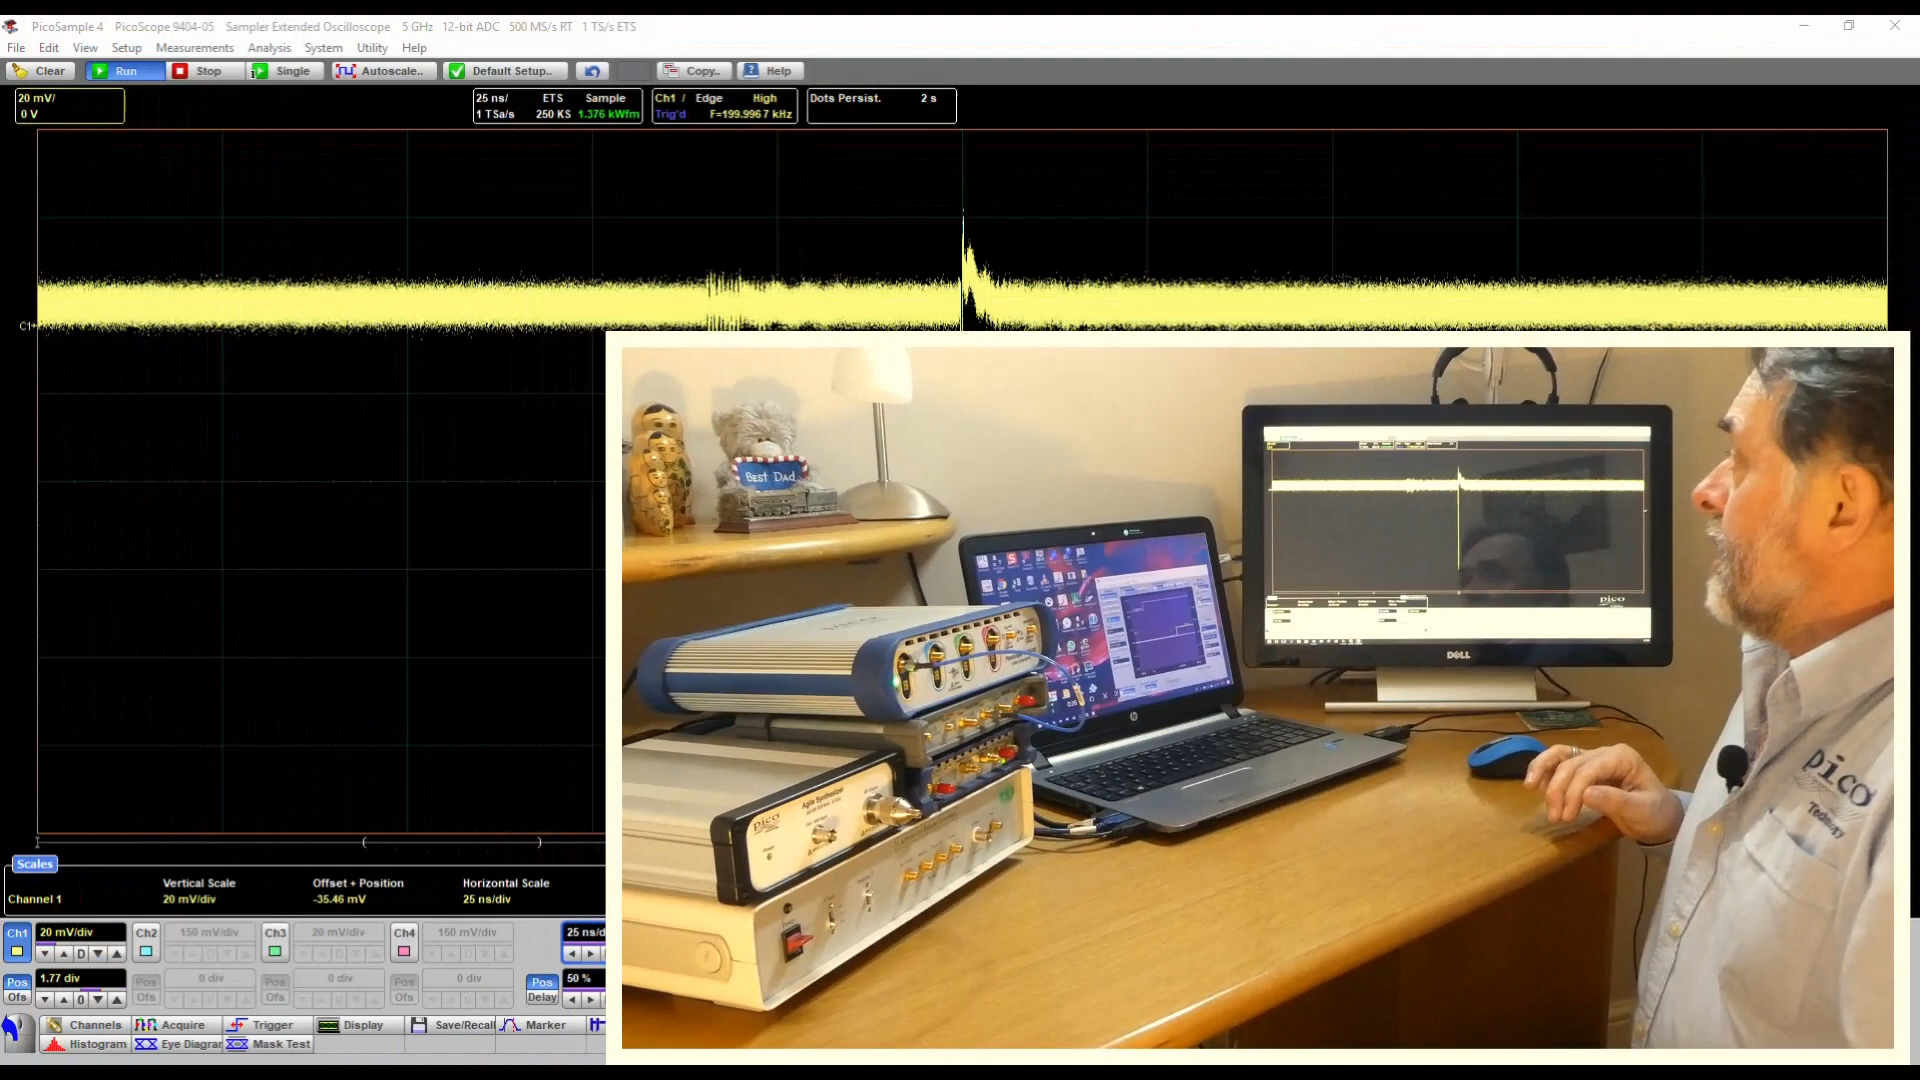 PicoSample 4 PicoScope 9404-05 Sampler Extended Oscilloscope 5 GHz 12-bit ADC 500 MS/s RT 1 TS/s ETS
File Edit View Setup Measurements Analysis System Utility Help
Clear Run Stop Single Autoscale.. Default Setup.. Copy.. Help
20 mV/ 25 ns/ ETS Sample Ch1 / Edge High Dots Persist. 2 s
0 V 1 TSa/s 250 KS 1.376 kWfm Trig'd F=199.9967 kHz
C1
BEST DAD
DELL
pico
pico
Technology
pico
Agile Synthesizer
Scales
Vertical Scale Offset + Position Horizontal Scale
Channel 1 20 mV/div -35.46 mV 25 ns/div
Ch1 20 mV/div Ch2 150 mV/div Ch3 20 mV/div Ch4 150 mV/div 25 ns/d
D
Pos 1.77 div Pos 0 div Pos 0 div Pos 0 div Pos 50 %
Ofs 0 Ofs Ofs Ofs Delay
Channels Acquire Trigger Display Save/Recall Marker
Histogram Eye Diagrar Mask Test